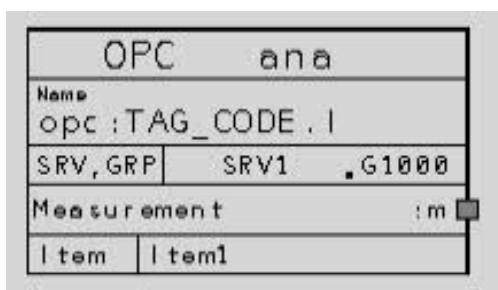 OPC ana
Name
opc:TAG_CODE.I
SRV,GRP SRV1 .G1000
Measurement :m
Item Item1